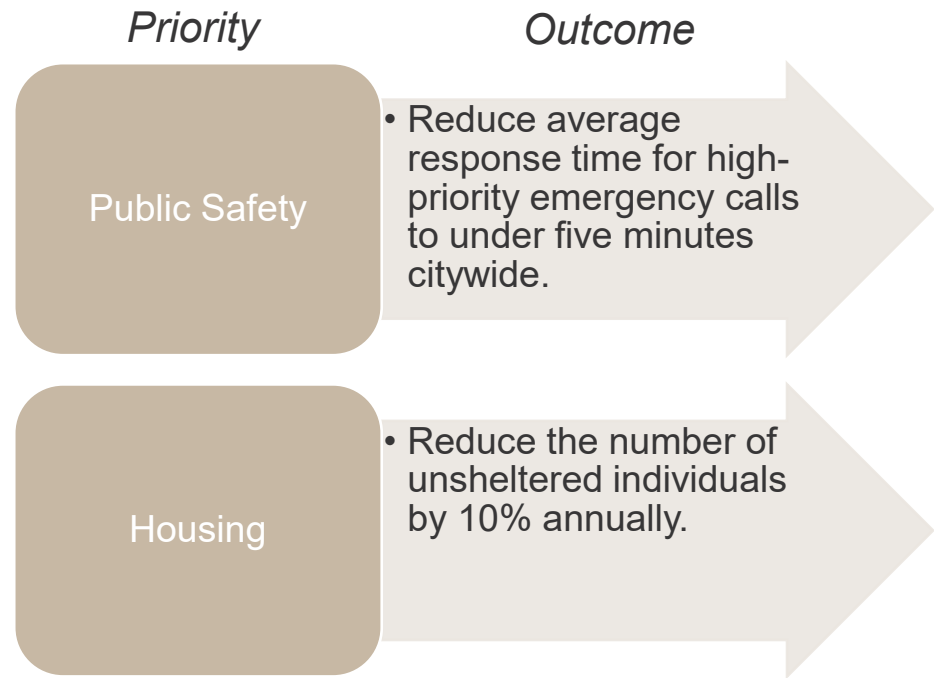 Priority Outcome
Public Safety
• Reduce average
response time for high-
priority emergency calls
to under five minutes
citywide.
Housing
• Reduce the number of
unsheltered individuals
by 10% annually.